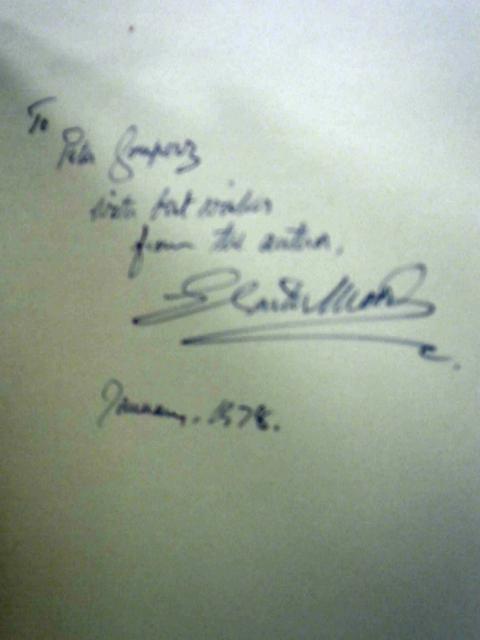 To
Peter Gomperz
with best wishes
from the author,
January, 1978.